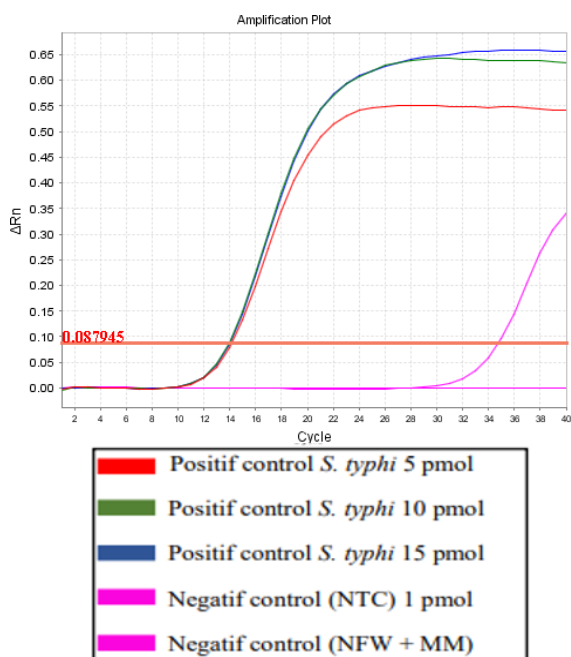 Amplification Plot
0.65
0.60
0.55
0.50
0.45
0.40
0.35
0.30
0.25
0.20
0.15
0.10
0.05
0.00
ΔRn
0.087945
2 4 6 8 10 12 14 16 18 20 22 24 26 28 30 32 34 36 38 40
Cycle
Positif control S. typhi 5 pmol
Positif control S. typhi 10 pmol
Positif control S. typhi 15 pmol
Negatif control (NTC) 1 pmol
Negatif control (NFW + MM)